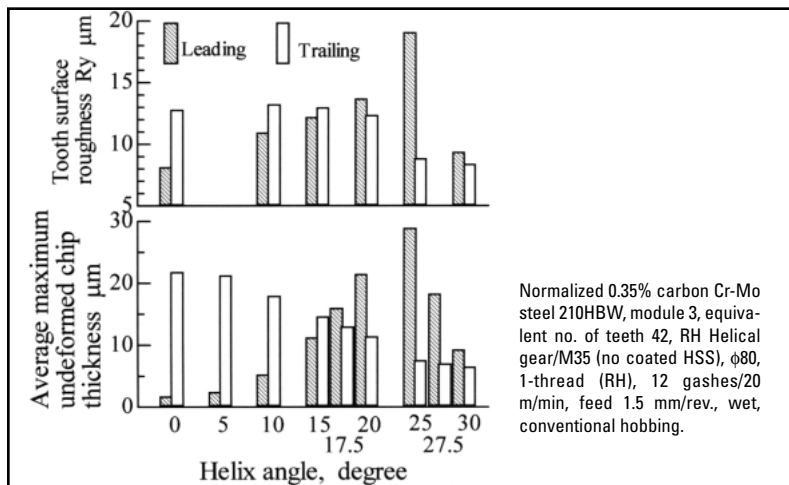 20
15
10
5
Tooth surface
roughness Ry μm
Leading
Trailing
30
20
10
0
Average maximum
undeformed chip
thickness μm
0 5 10 15 20 25 30
17.5 27.5
Helix angle, degree
Normalized 0.35% carbon Cr-Mo
steel 210HBW, module 3, equiva-
lent no. of teeth 42, RH Helical
gear/M35 (no coated HSS), ϕ80,
1-thread (RH), 12 gashes/20
m/min, feed 1.5 mm/rev., wet,
conventional hobbing.